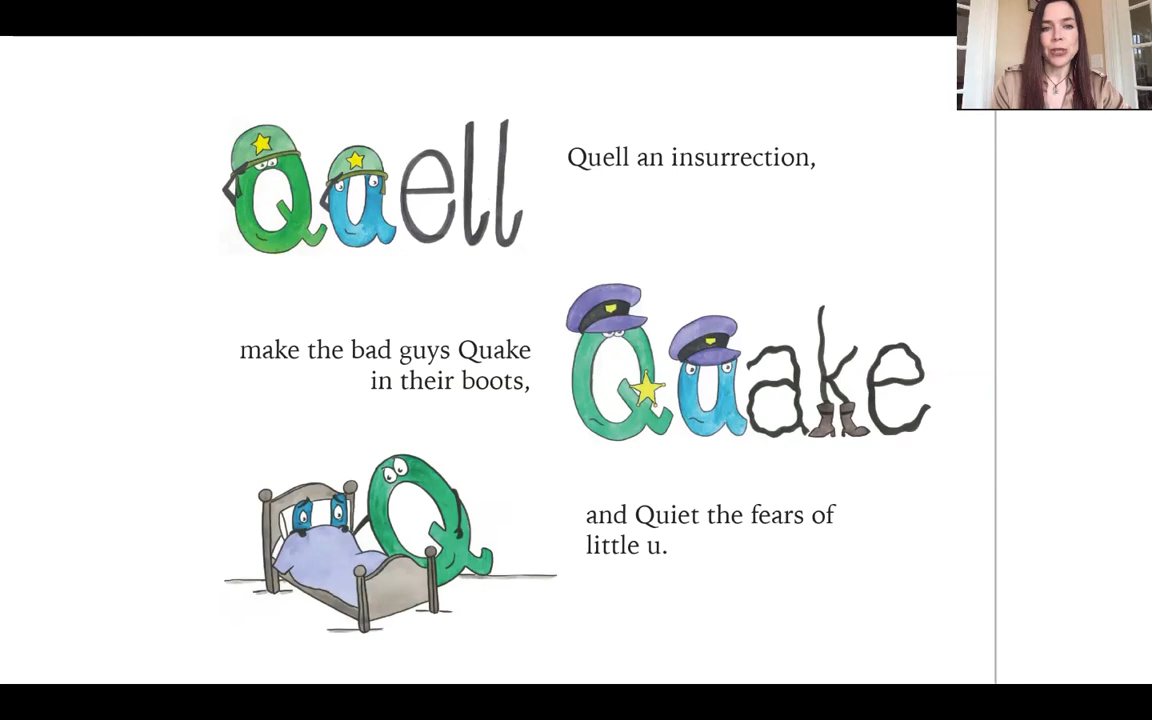 Quell
Quell an insurrection,
make the bad guys Quake
in their boots,
Quake
Q
and Quiet the fears of
little u.